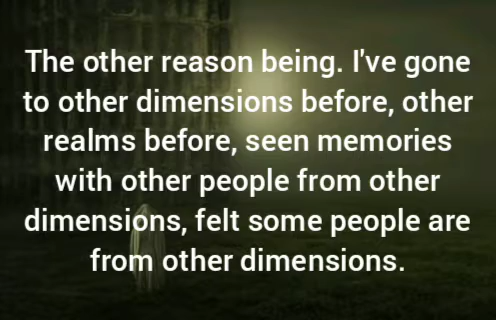 The other reason being. I've gone
to other dimensions before, other
realms before, seen memories
with other people from other
dimensions, felt some people are
from other dimensions.